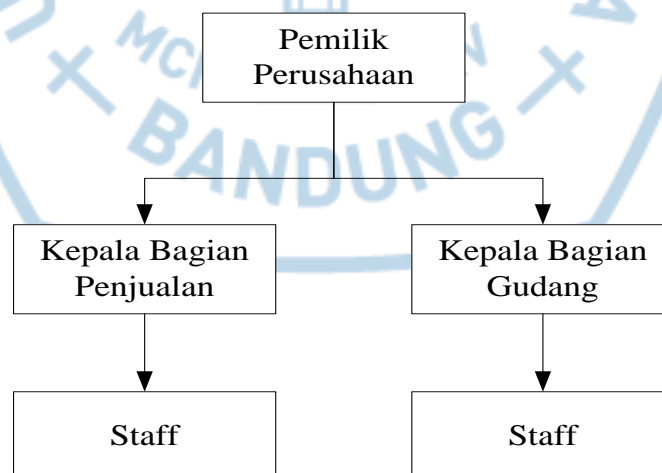 Pemilik
Perusahaan
BANDUNG
Kepala Bagian
Penjualan
Kepala Bagian
Gudang
Staff
Staff